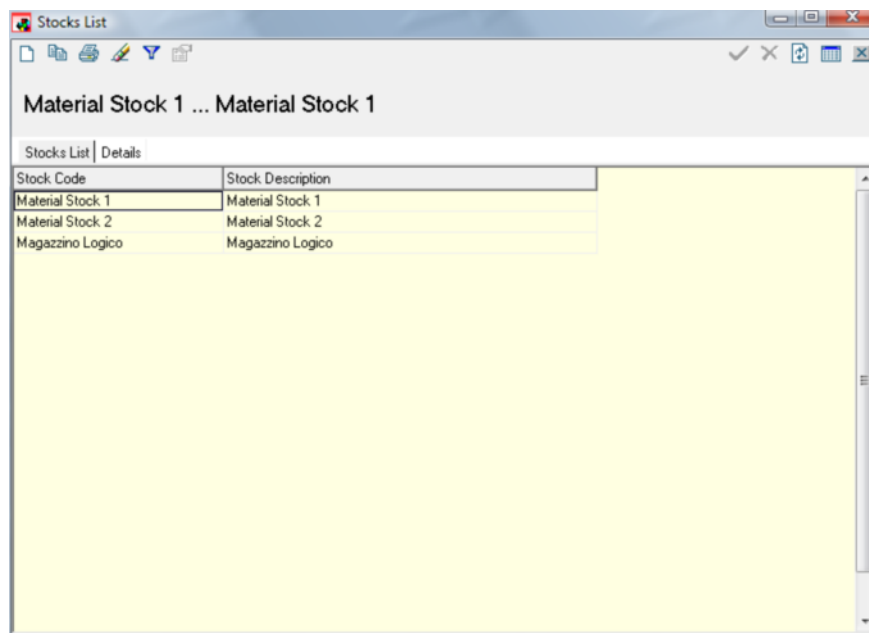 Stocks List
Material Stock 1 ... Material Stock 1
Stocks List Details
Stock Code Stock Description
Material Stock 1 Material Stock 1
Material Stock 2 Material Stock 2
Magazzino Logico Magazzino Logico